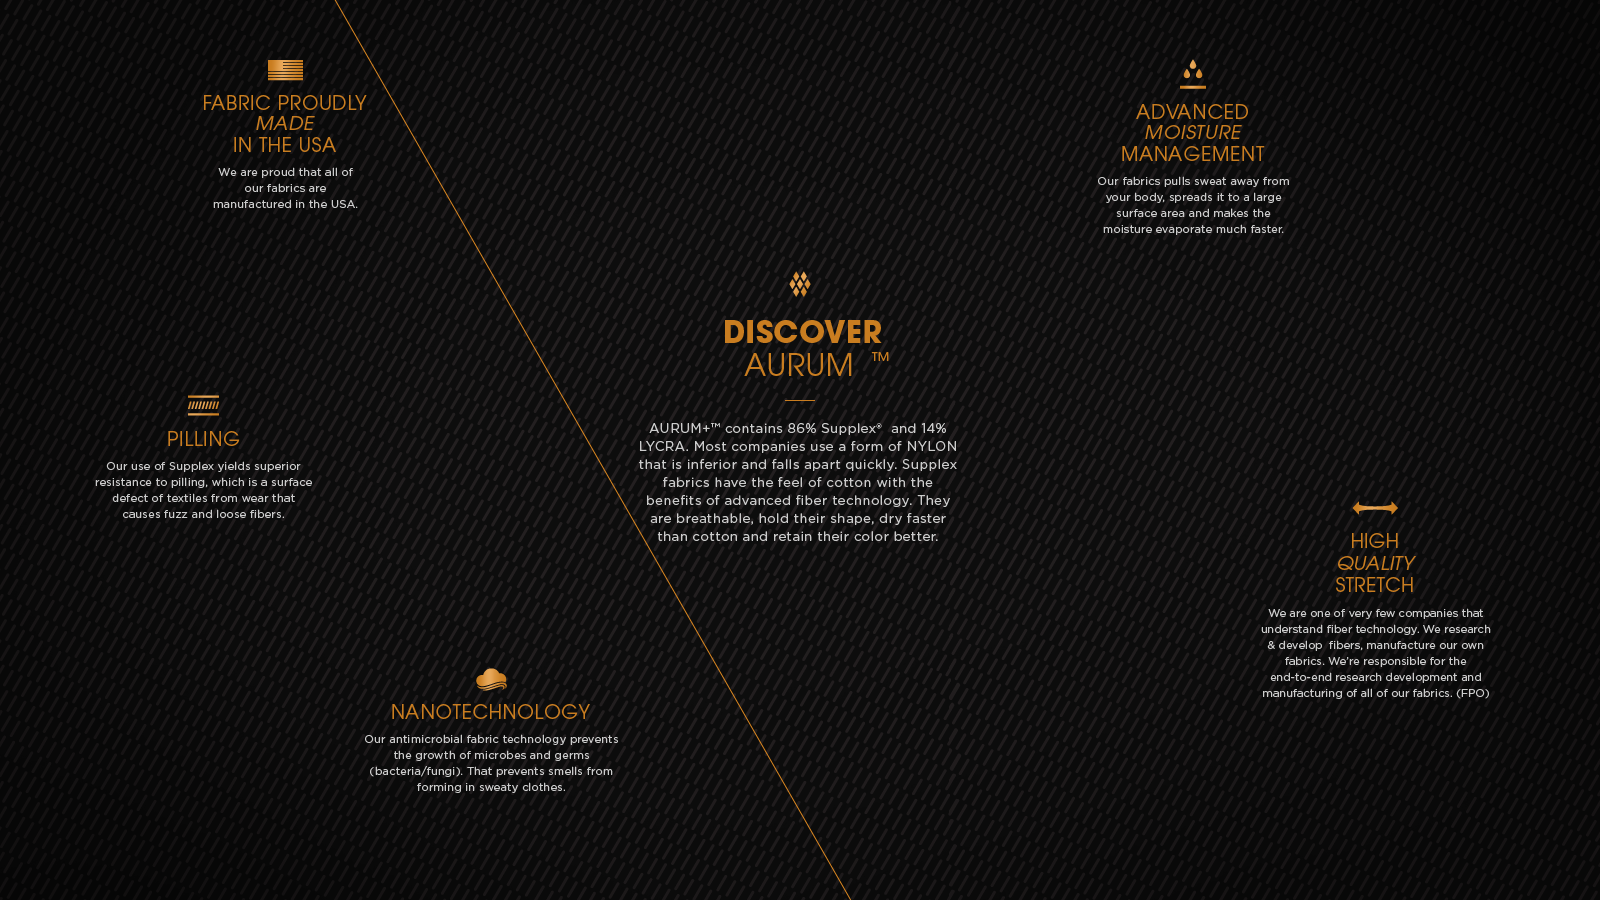 FABRIC PROUDLY
MADE
IN THE USA
We are proud that all of
our fabrics are
manufactured in the USA.
ADVANCED
MOISTURE
MANAGEMENT
Our fabrics pulls sweat away from
your body, spreads it to a large
surface area and makes the
moisture evaporate much faster.
DISCOVER
AURUM ™
AURUM+™ contains 86% Supplex® and 14%
LYCRA. Most companies use a form of NYLON
that is inferior and falls apart quickly. Supplex
fabrics have the feel of cotton with the
benefits of advanced fiber technology. They
are breathable, hold their shape, dry faster
than cotton and retain their color better.
PILLING
Our use of Supplex yields superior
resistance to pilling, which is a surface
defect of textiles from wear that
causes fuzz and loose fibers.
HIGH
QUALITY
STRETCH
We are one of very few companies that
understand fiber technology. We research
& develop fibers, manufacture our own
fabrics. We're responsible for the
end-to-end research development and
manufacturing of all of our fabrics. (FPO)
NANOTECHNOLOGY
Our antimicrobial fabric technology prevents
the growth of microbes and germs
(bacteria/fungi). That prevents smells from
forming in sweaty clothes.